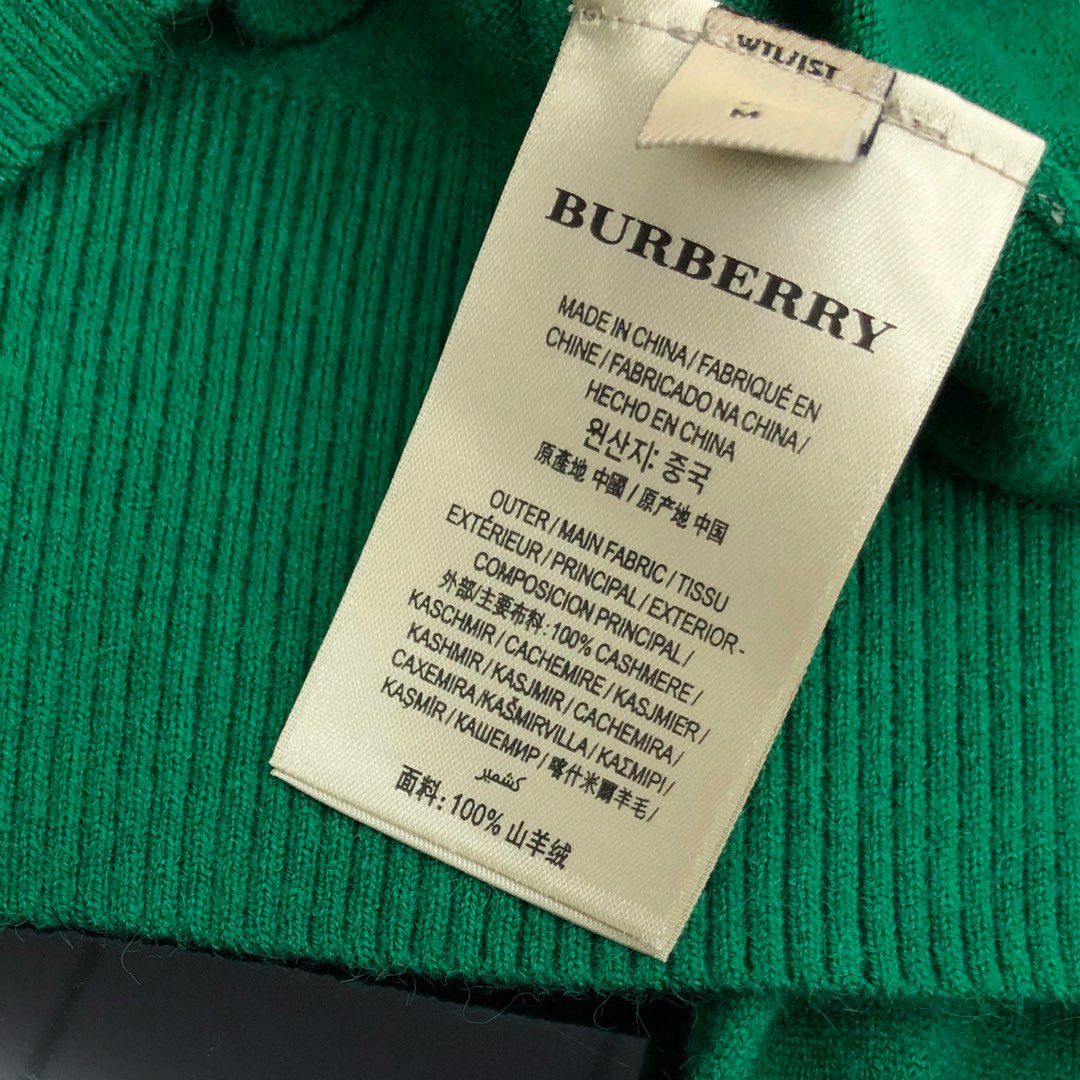 WTL/IST
M
BURBERRY
MADE IN CHINA / FABRIQUÉ EN
CHINE / FABRICADO NA CHINA /
HECHO EN CHINA
원산지: 중국
原產地 中國 / 原产地 中国
OUTER / MAIN FABRIC / TISSU
EXTÉRIEUR / PRINCIPAL / EXTERIOR-
COMPOSICION PRINCIPAL /
外部/主要布料: 100% CASHMERE /
KASCHMIR / CACHEMIRE / KASJMIER /
KASHMIR / KASJMIR / CACHEMIRA /
CAXEMIRA/KAŠMIRVILLA / ΚΑΣΜΙΡΙ /
KAŞMİR / КАШЕМИР / 喀什米爾羊毛 /
كشمير
面料: 100% 山羊绒